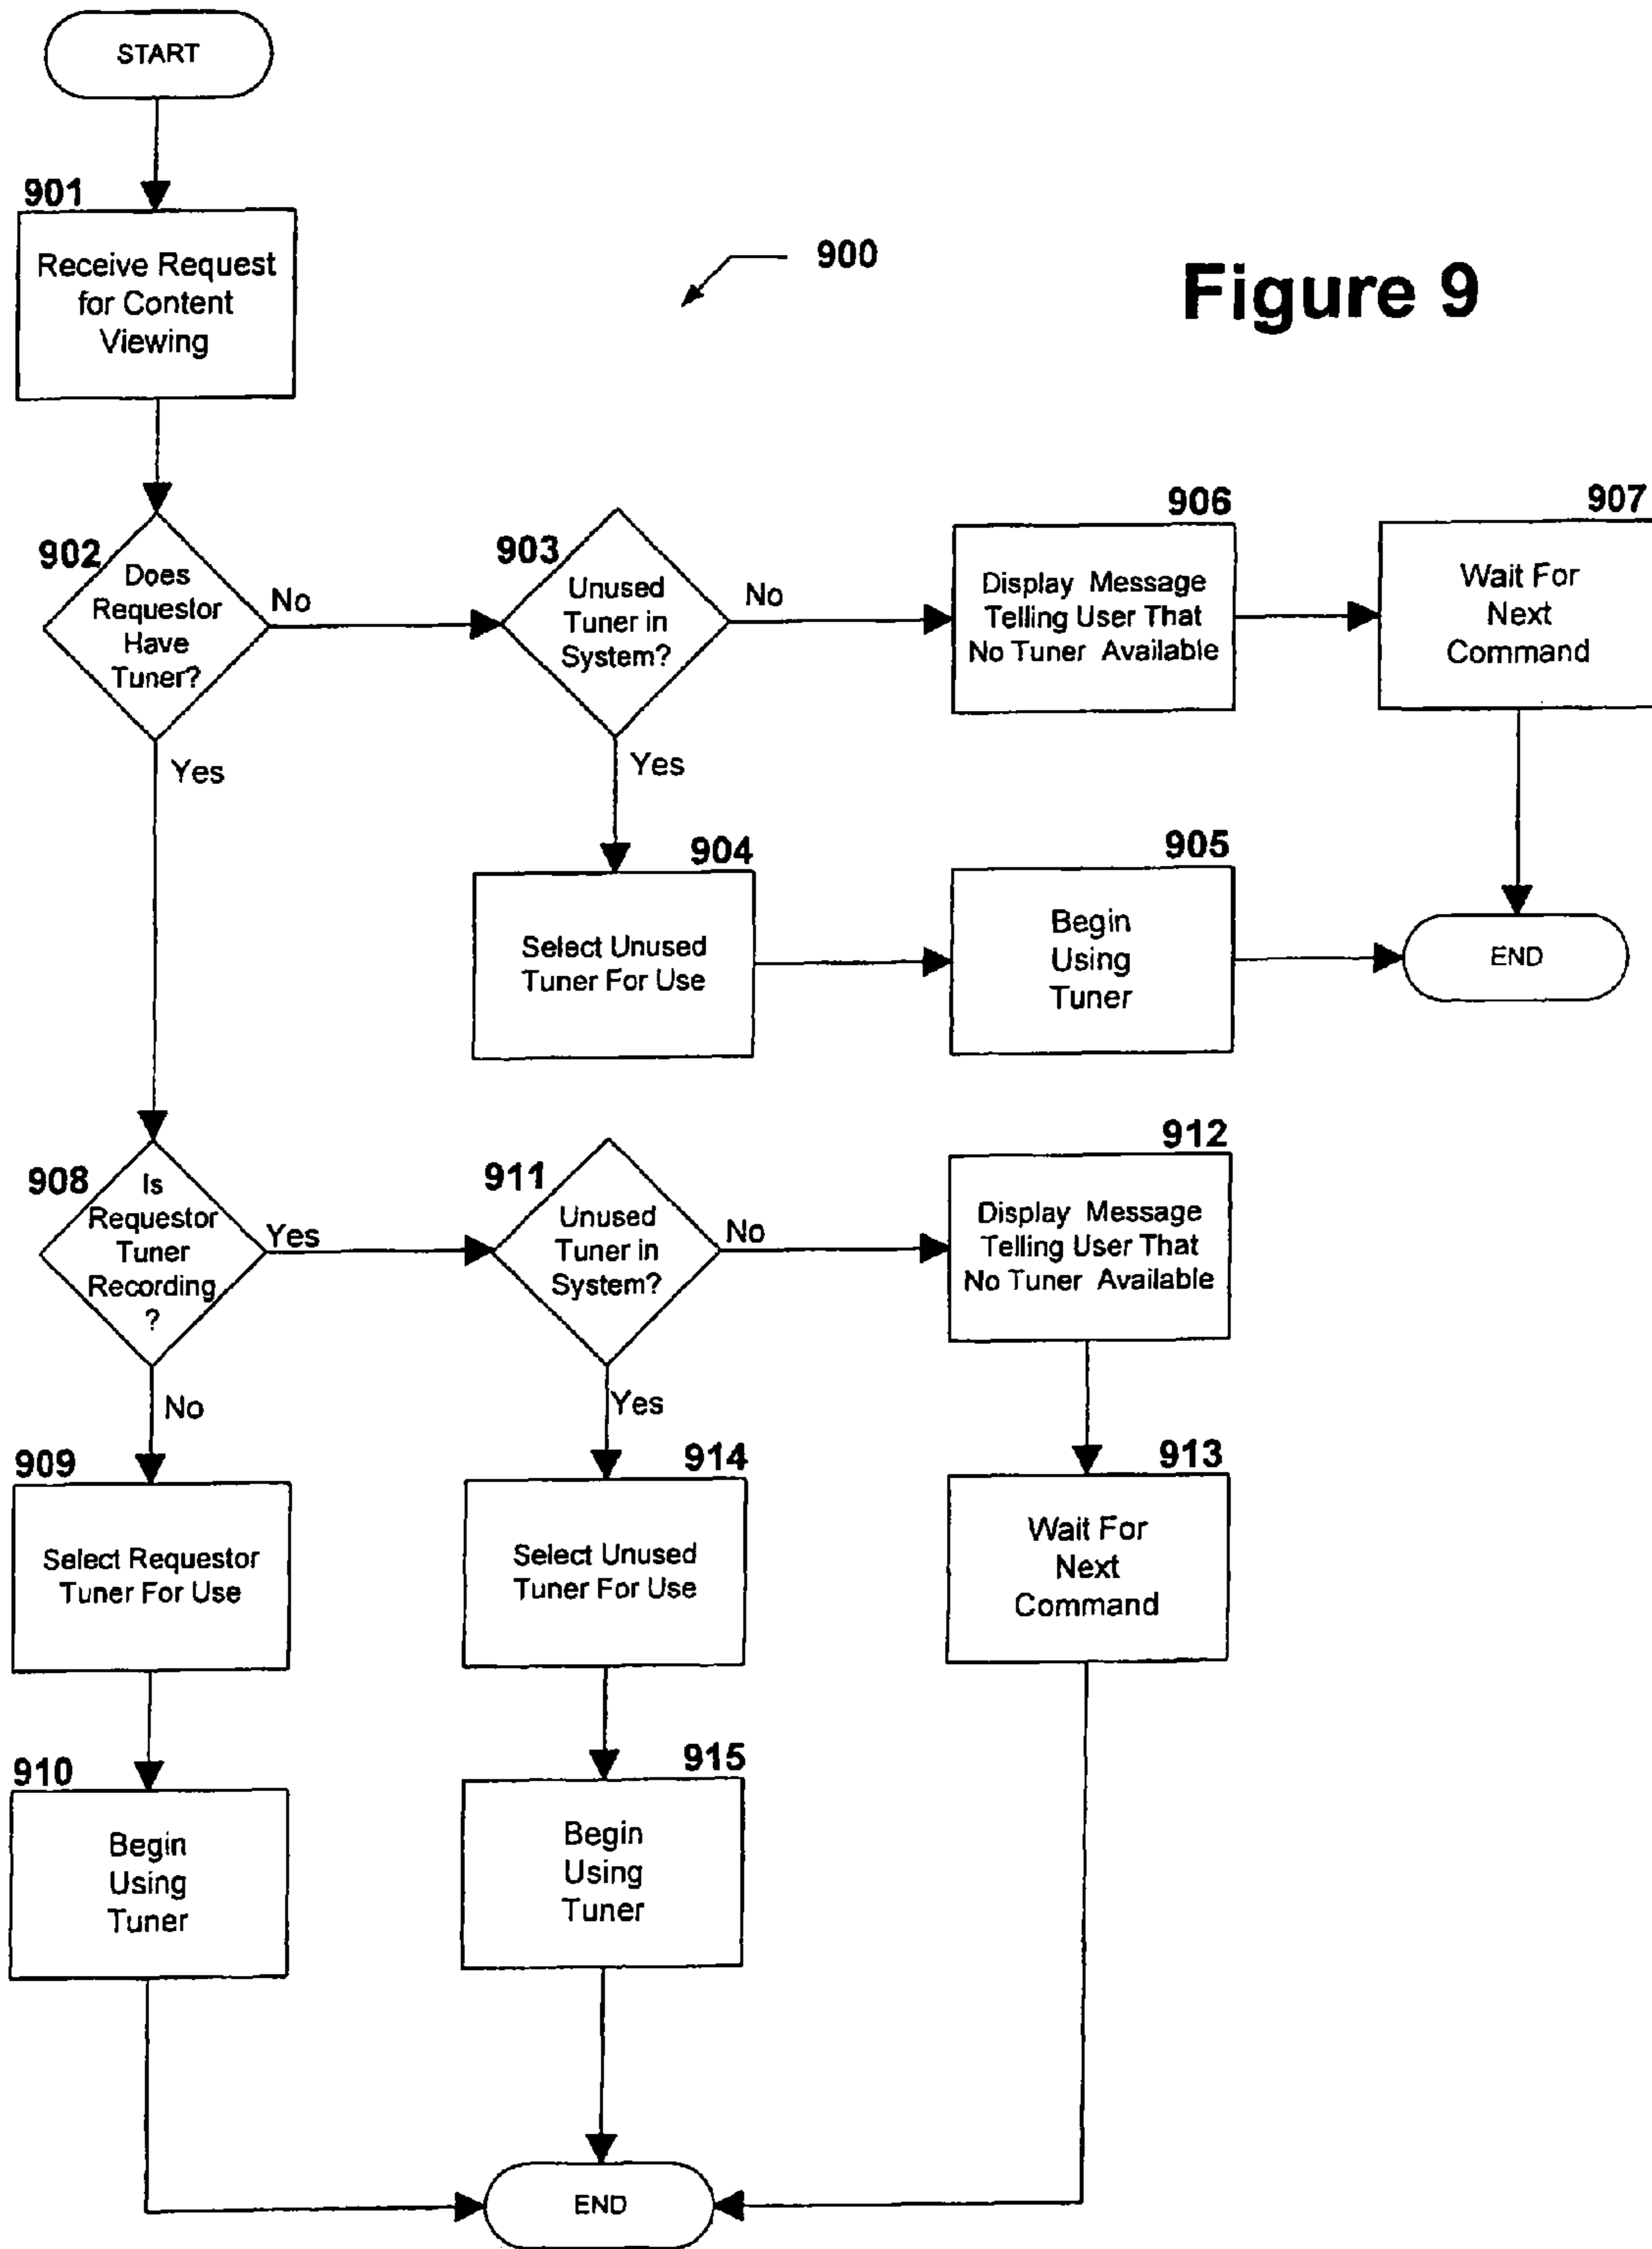 START
901
Receive Request
for Content
Viewing
900
Figure 9
902
Does
Requestor
Have
Tuner?
No
Yes
903
Unused
Tuner in
System?
No
Yes
906
Display Message
Telling User That
No Tuner Available
907
Wait For
Next
Command
904
Select Unused
Tuner For Use
905
Begin
Using
Tuner
END
908
Is
Requestor
Tuner
Recording
?
Yes
No
911
Unused
Tuner in
System?
No
Yes
912
Display Message
Telling User That
No Tuner Available
909
Select Requestor
Tuner For Use
914
Select Unused
Tuner For Use
913
Wait For
Next
Command
910
Begin
Using
Tuner
915
Begin
Using
Tuner
END